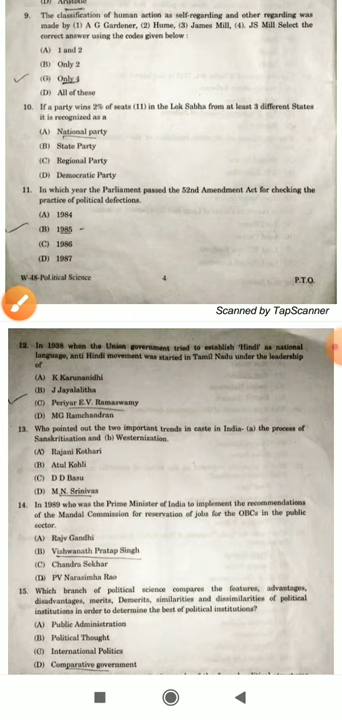 (D) Aristotle
9. The classification of human artion as self-regarding and other regarding was
made by (1) A G Gardener, (2) Hume, (3) James Mill, (4). JS Mill Select the
correct answer using the codes given below :
(A) 1 and 2
(B) Only 2
(C) Only 4
(D) All of these
10. If a party wins 2% of seats (11) in the Lok Sabha from at least 3 different States
it is recognized as a
(A) National party
(B) State Party
(C) Regional Party
(D) Democratic Party
11. In which year the Parliament passed the 52nd Amendment Act for checking the
practice of political defections.
(A) 1984
(B) 1985
(C) 1986
(D) 1987
W-48-Political Science 4 P.T.O.
Scanned by TapScanner
12. In 1938 when the Union government tried to establish 'Hindi' as national
language, anti Hindi movement was started in Tamil Nadu under the leadership
of
(A) K Karunanidhi
(B) J Jayalalitha
(C) Periyar E.V. Ramaswamy
(D) MG Ramchandran
13. Who pointed out the two important trends in caste in India- (a) the process of
Sanskritisation and (b) Westernization.
(A) Rajani Kothari
(B) Atul Kohli
(C) D D Basu
(D) M.N. Srinivas
14. In 1989 who was the Prime Minister of India to implement the recommendations
of the Mandal Commission for reservation of jobs for the OBCs in the public
sector.
(A) Rajv Gandhi
(B) Vishwanath Pratap Singh
(C) Chandra Sekhar
(D) PV Narasimha Rao
15. Which branch of political science compares the features, advantages,
disadvantages, merits, Demerits, similarities and dissimilarities of political
institutions in order to determine the best of political institutions?
(A) Public Administration
(B) Political Thought
(C) International Politics
(D) Comparative government